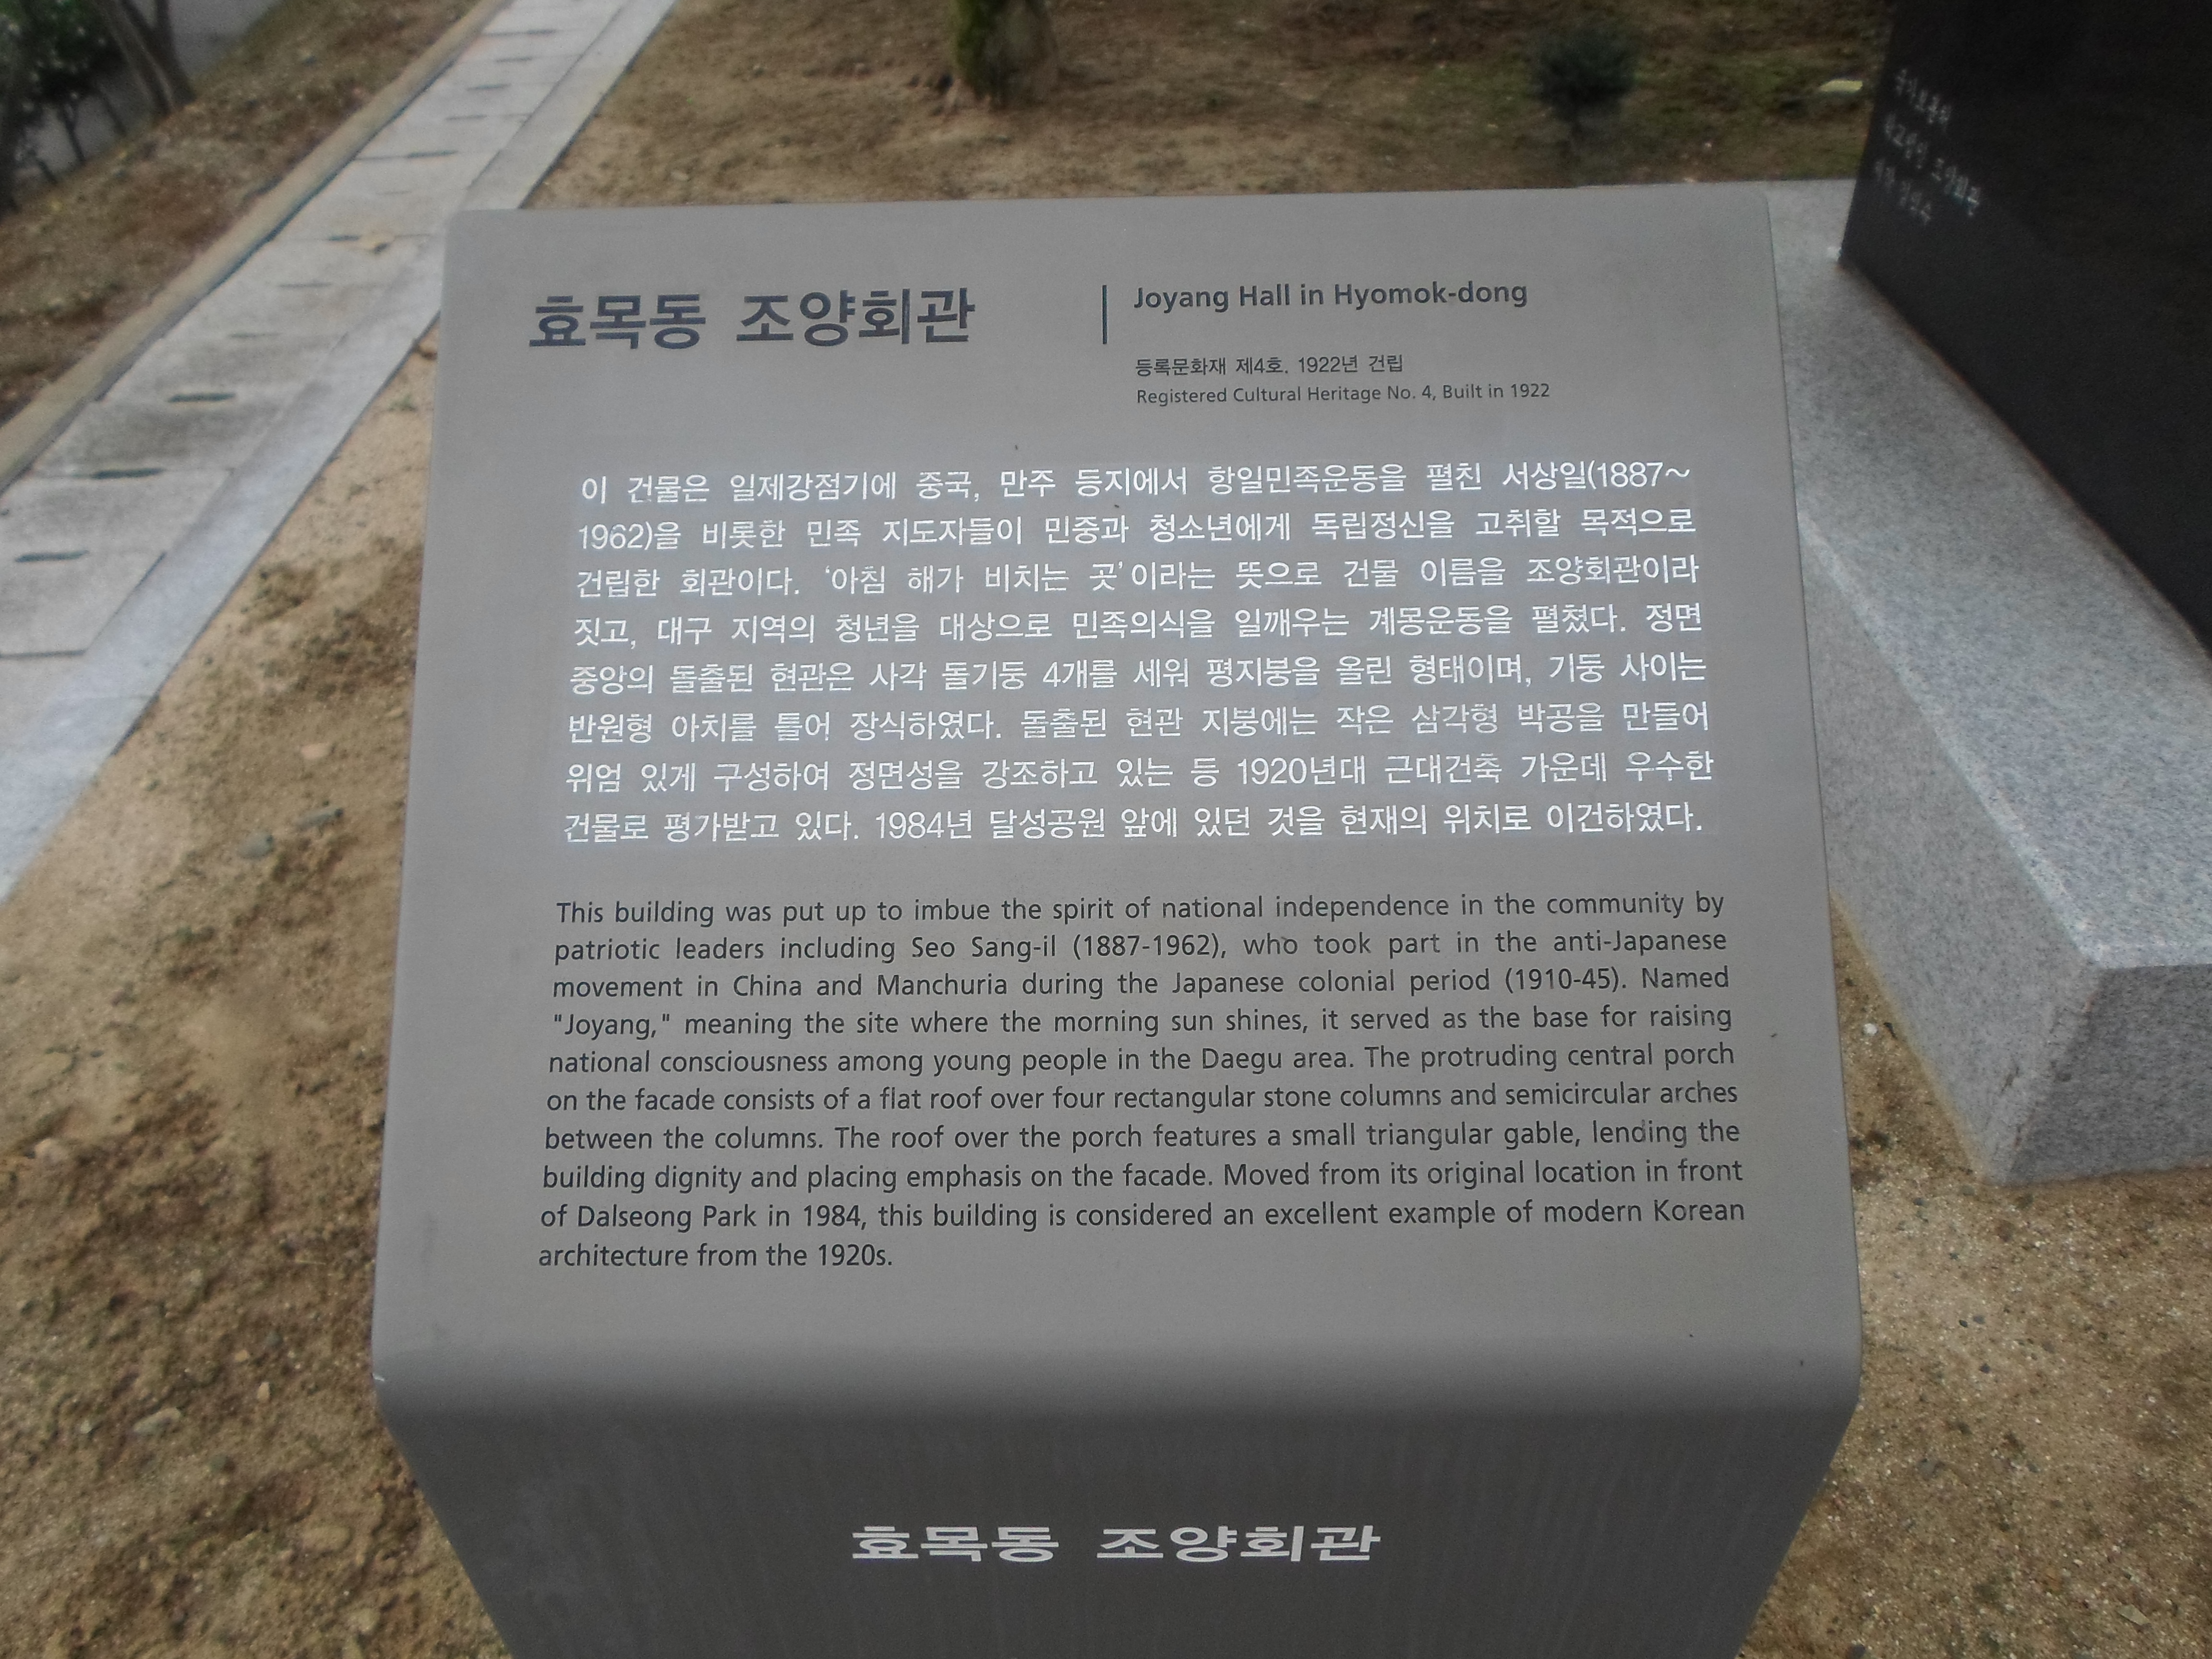 효목동 조양회관
Joyang Hall in Hyomok-dong
등록문화재 제4호, 1922년 건립
Registered Cultural Heritage No. 4, Built in 1922
이 건물은 일제강점기에 중국, 만주 등지에서 항일민족운동을 펼친 서상일(1887~
1962)을 비롯한 민족 지도자들이 민중과 청소년에게 독립정신을 고취할 목적으로
건립한 회관이다. ‘아침 해가 비치는 곳’이라는 뜻으로 건물 이름을 조양회관이라
짓고, 대구 지역의 청년을 대상으로 민족의식을 일깨우는 계몽운동을 펼쳤다. 정면
중앙의 돌출된 현관은 사각 돌기둥 4개를 세워 평지붕을 올린 형태이며, 기둥 사이는
반원형 아치를 틀어 장식하였다. 돌출된 현관 지붕에는 작은 삼각형 박공을 만들어
위엄 있게 구성하여 정면성을 강조하고 있는 등 1920년대 근대건축 가운데 우수한
건물로 평가받고 있다. 1984년 달성공원 앞에 있던 것을 현재의 위치로 이건하였다.
This building was put up to imbue the spirit of national independence in the community by
patriotic leaders including Seo Sang-il (1887-1962), who took part in the anti-Japanese
movement in China and Manchuria during the Japanese colonial period (1910-45). Named
"Joyang," meaning the site where the morning sun shines, it served as the base for raising
national consciousness among young people in the Daegu area. The protruding central porch
on the facade consists of a flat roof over four rectangular stone columns and semicircular arches
between the columns. The roof over the porch features a small triangular gable, lending the
building dignity and placing emphasis on the facade. Moved from its original location in front
of Dalseong Park in 1984, this building is considered an excellent example of modern Korean
architecture from the 1920s.
효목동 조양회관
조양회관